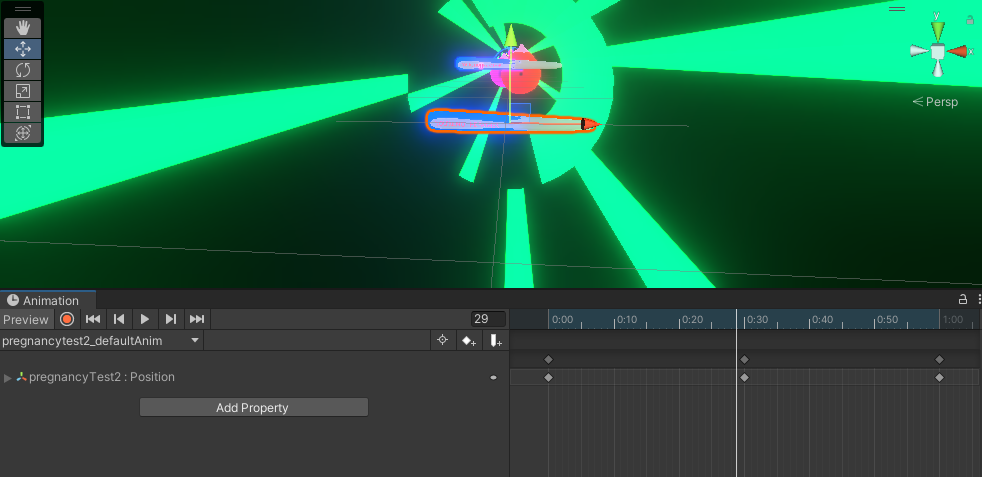 y
x
Persp
Animation
Preview
29
0:00 0:10 0:20 0:30 0:40 0:50 1:00
pregnancytest2_defaultAnim
pregnancyTest2 : Position
Add Property